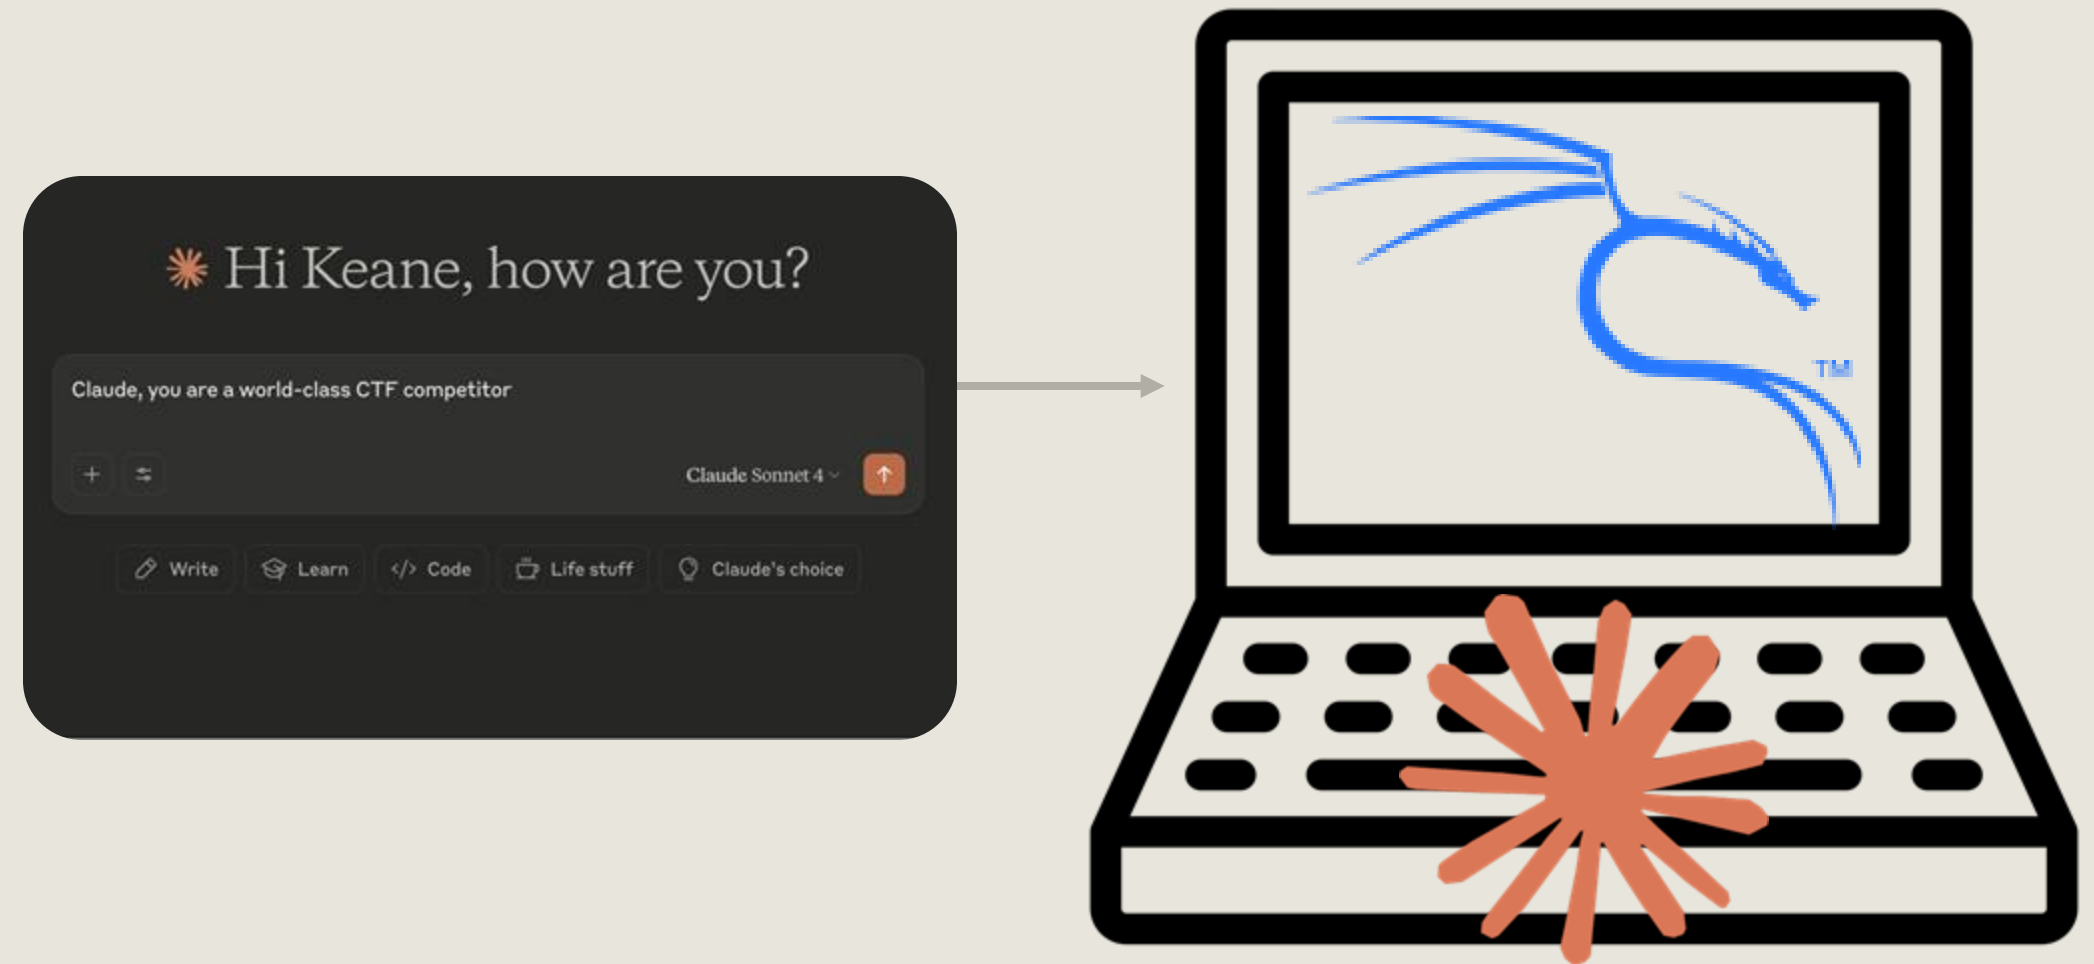 Hi Keane, how are you?
Claude, you are a world-class CTF competitor
Claude Sonnet 4
Write
Learn
Code
Life stuff
Claude's choice
TM